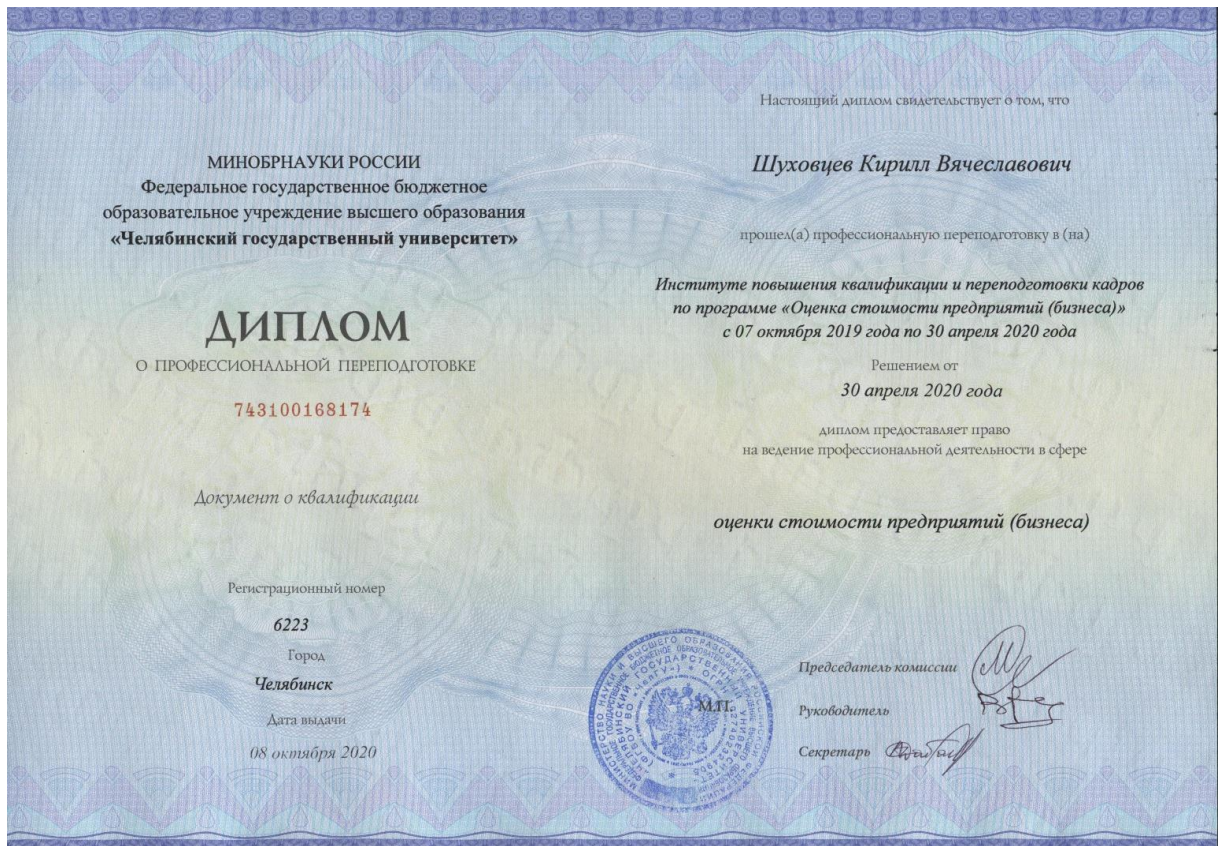 МИНОБРНАУКИ РОССИИ
Федеральное государственное бюджетное
образовательное учреждение высшего образования
«Челябинский государственный университет»
ДИПЛОМ
О ПРОФЕССИОНАЛЬНОЙ ПЕРЕПОДГОТОВКЕ
743100168174
Документ о квалификации
Регистрационный номер
6223
Город
Челябинск
Дата выдачи
08 октября 2020
Настоящий диплом свидетельствует о том, что
Шуховцев Кирилл Вячеславович
прошел(а) профессиональную переподготовку в (на)
Институте повышения квалификации и переподготовки кадров
по программе «Оценка стоимости предприятий (бизнеса)»
с 07 октября 2019 года по 30 апреля 2020 года
Решением от
30 апреля 2020 года
диплом предоставляет право
на ведение профессиональной деятельности в сфере
оценки стоимости предприятий (бизнеса)
М.П.
Председатель комиссии
Руководитель
Секретарь